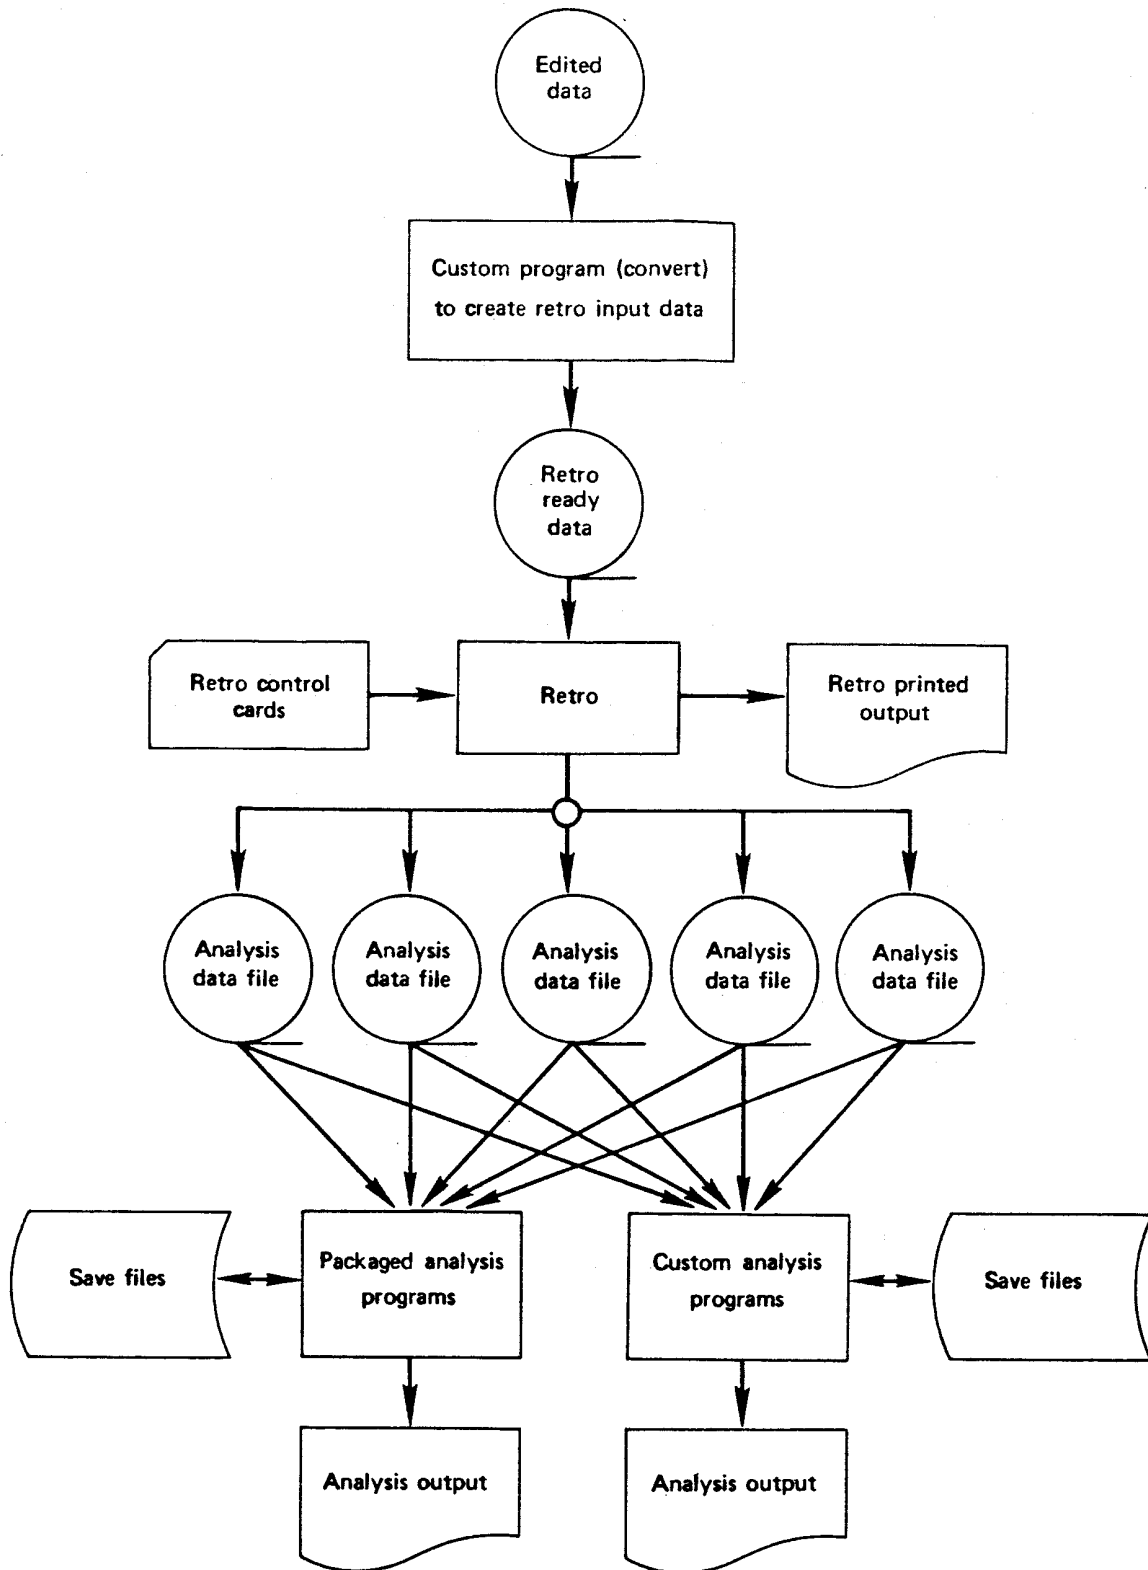 Edited
data
Custom program (convert)
to create retro input data
Retro
ready
data
Retro control
cards
Retro
Retro printed
output
Analysis
data file
Analysis
data file
Analysis
data file
Analysis
data file
Analysis
data file
Save files
Packaged analysis
programs
Custom analysis
programs
Save files
Analysis output
Analysis output